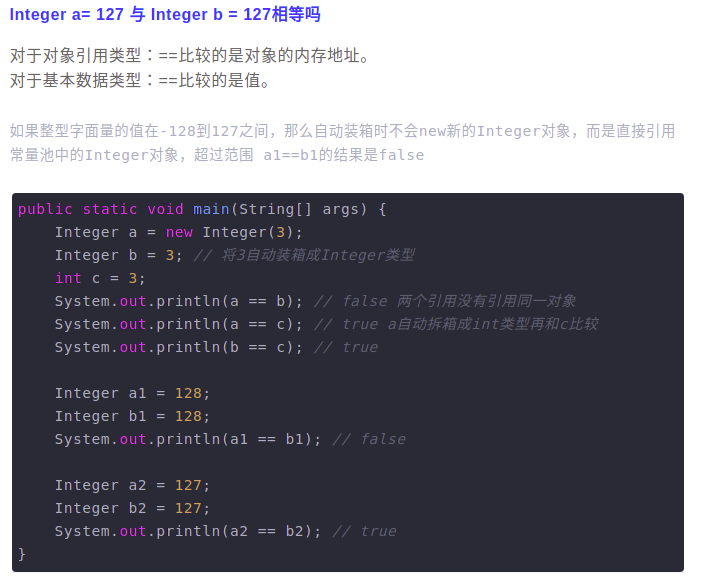 Integer a= 127 与 Integer b = 127相等吗
对于对象引用类型：==比较的是对象的内存地址。
对于基本数据类型：==比较的是值。
如果整型字面量的值在-128到127之间，那么自动装箱时不会new新的Integer对象，而是直接引用
常量池中的Integer对象，超过范围 a1==b1的结果是false
public static void main(String[] args) {
    Integer a = new Integer(3);
    Integer b = 3; // 将3自动装箱成Integer类型
    int c = 3;
    System.out.println(a == b); // false 两个引用没有引用同一对象
    System.out.println(a == c); // true a自动拆箱成int类型再和c比较
    System.out.println(b == c); // true
    Integer a1 = 128;
    Integer b1 = 128;
    System.out.println(a1 == b1); // false
    Integer a2 = 127;
    Integer b2 = 127;
    System.out.println(a2 == b2); // true
}